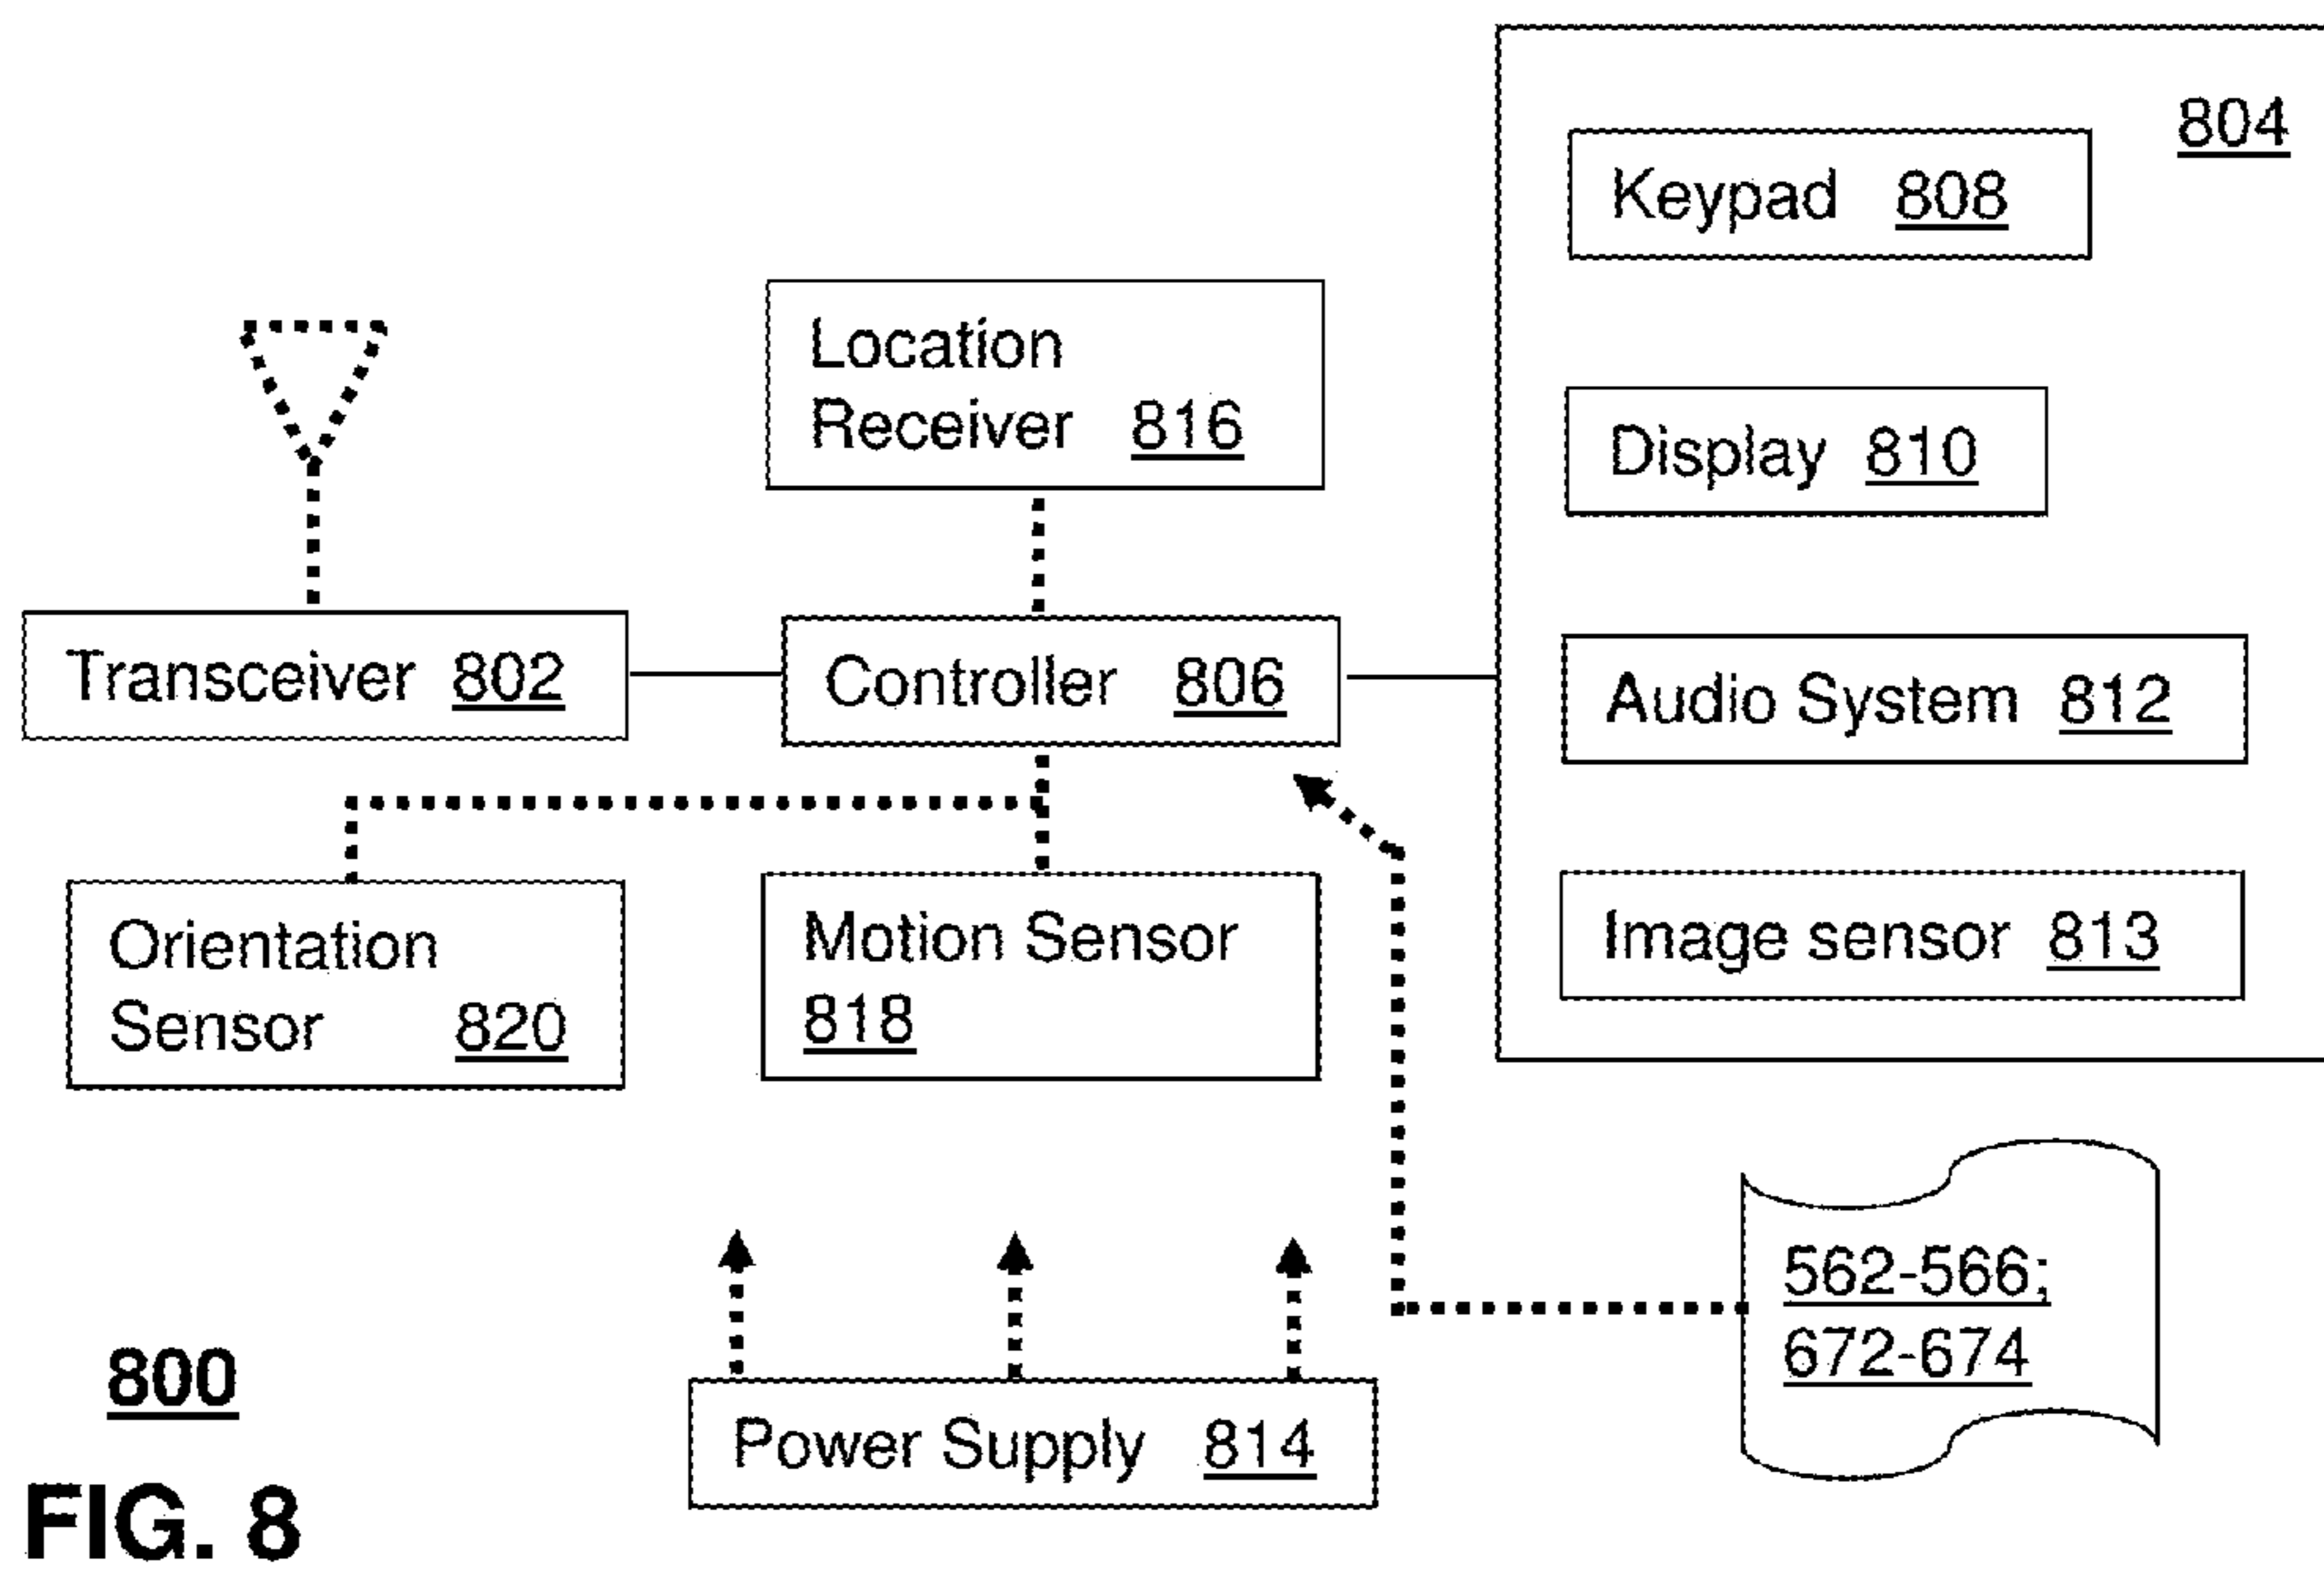 804
Keypad 808
Location
Receiver 816
Display 810
Transceiver 802
Controller 806
Audio System 812
Orientation
Sensor 820
Motion Sensor
818
Image sensor 813
562-566;
672-674
800
Power Supply 814
FIG. 8